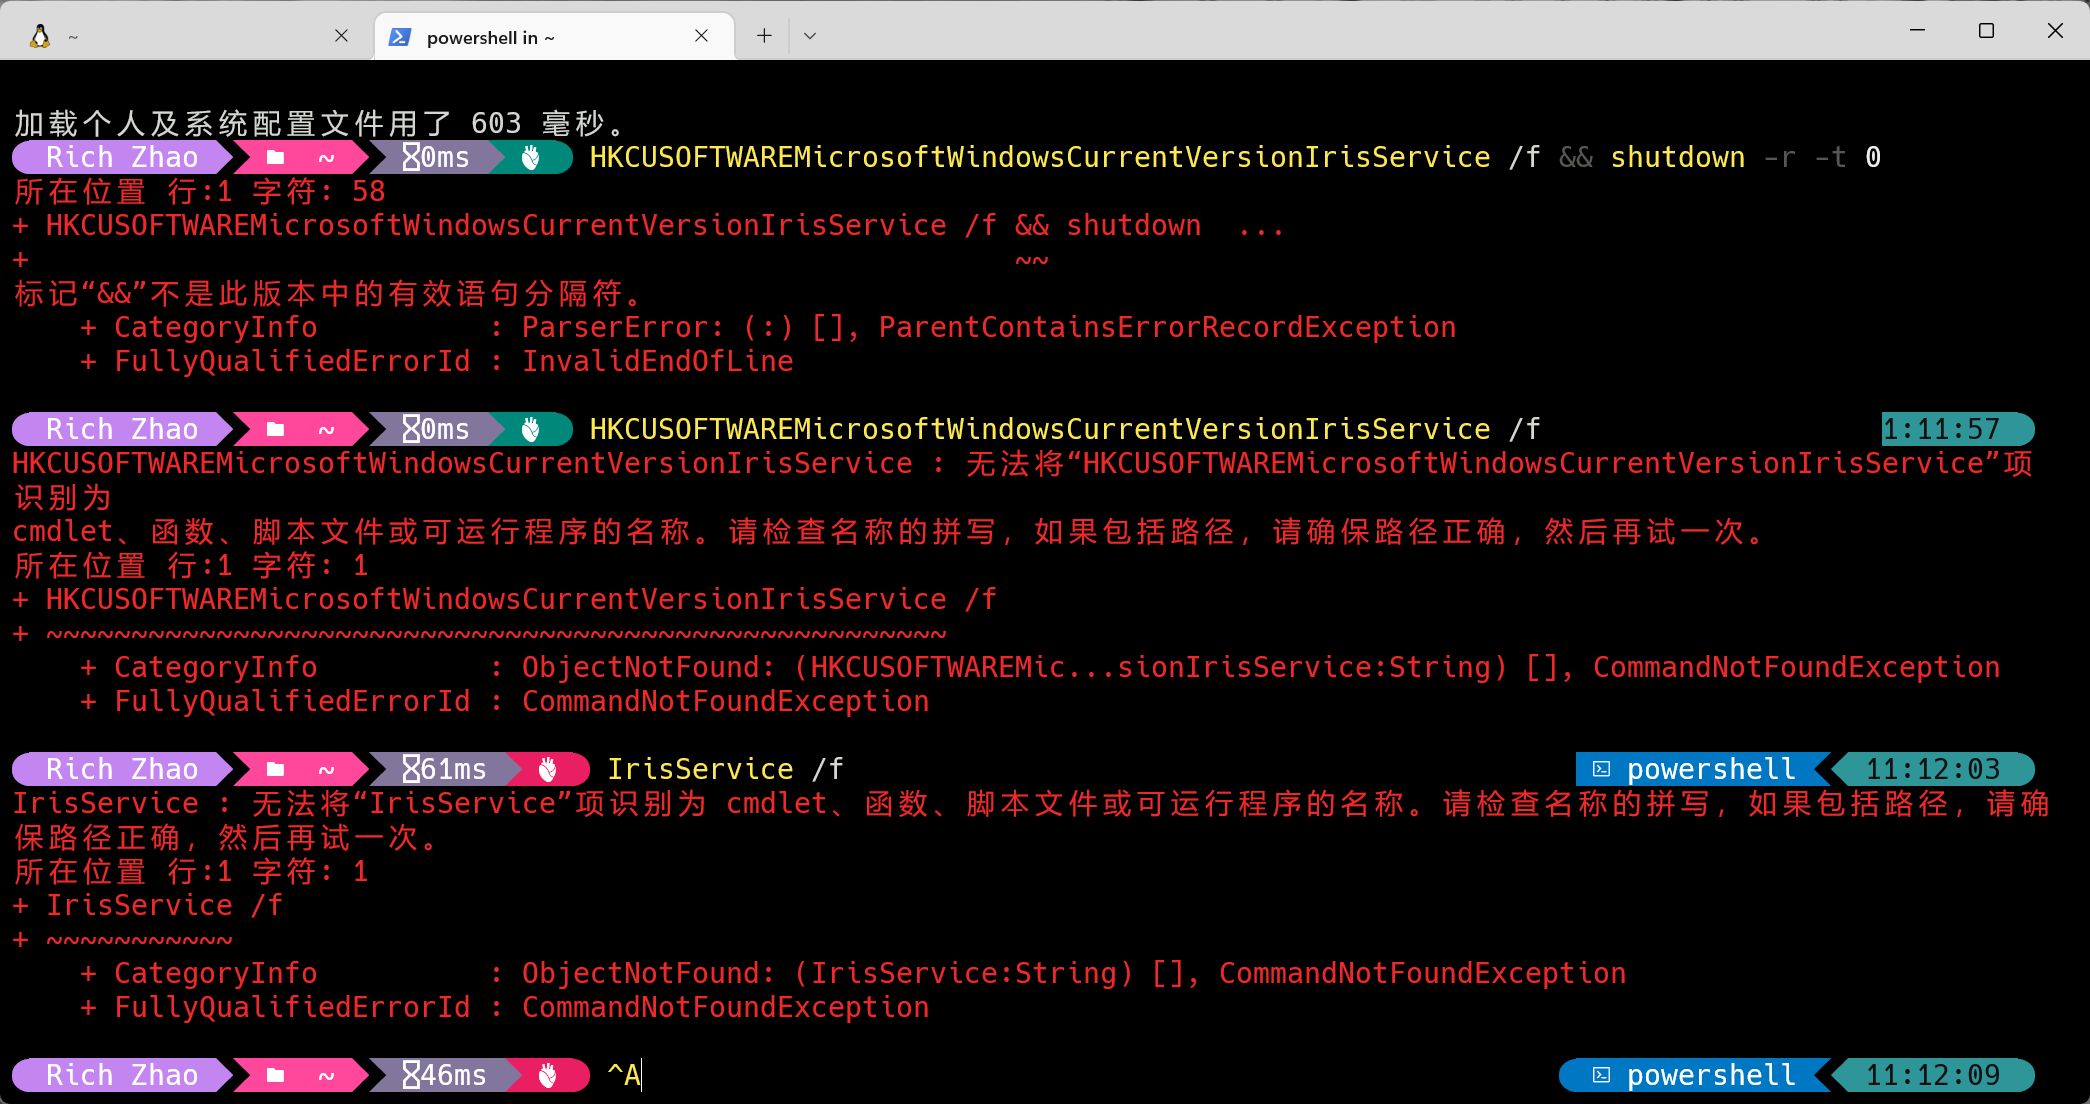 ~
powershell in ~
加载个人及系统配置文件用了 603 毫秒。
Rich Zhao ~ 0ms HKCUSOFTWAREMicrosoftWindowsCurrentVersionIrisService /f && shutdown -r -t 0
所在位置 行:1 字符: 58
+ HKCUSOFTWAREMicrosoftWindowsCurrentVersionIrisService /f && shutdown  ...
+                                                          ~~
标记“&&”不是此版本中的有效语句分隔符。
    + CategoryInfo          : ParserError: (:) [], ParentContainsErrorRecordException
    + FullyQualifiedErrorId : InvalidEndOfLine
Rich Zhao ~ 0ms HKCUSOFTWAREMicrosoftWindowsCurrentVersionIrisService /f 1:11:57
HKCUSOFTWAREMicrosoftWindowsCurrentVersionIrisService : 无法将“HKCUSOFTWAREMicrosoftWindowsCurrentVersionIrisService”项
识别为
cmdlet、函数、脚本文件或可运行程序的名称。请检查名称的拼写，如果包括路径，请确保路径正确，然后再试一次。
所在位置 行:1 字符: 1
+ HKCUSOFTWAREMicrosoftWindowsCurrentVersionIrisService /f
+ ~~~~~~~~~~~~~~~~~~~~~~~~~~~~~~~~~~~~~~~~~~~~~~~~~~~~~
    + CategoryInfo          : ObjectNotFound: (HKCUSOFTWAREMic...sionIrisService:String) [], CommandNotFoundException
    + FullyQualifiedErrorId : CommandNotFoundException
Rich Zhao ~ 61ms IrisService /f powershell 11:12:03
IrisService : 无法将“IrisService”项识别为 cmdlet、函数、脚本文件或可运行程序的名称。请检查名称的拼写，如果包括路径，请确
保路径正确，然后再试一次。
所在位置 行:1 字符: 1
+ IrisService /f
+ ~~~~~~~~~~~
    + CategoryInfo          : ObjectNotFound: (IrisService:String) [], CommandNotFoundException
    + FullyQualifiedErrorId : CommandNotFoundException
Rich Zhao ~ 46ms ^A powershell 11:12:09